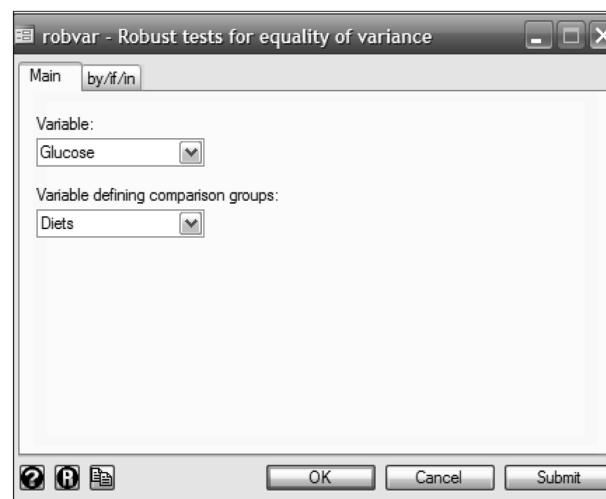 robvar - Robust tests for equality of variance
Main by/if/in
Variable:
Glucose
Variable defining comparison groups:
Diets
? R OK Cancel Submit